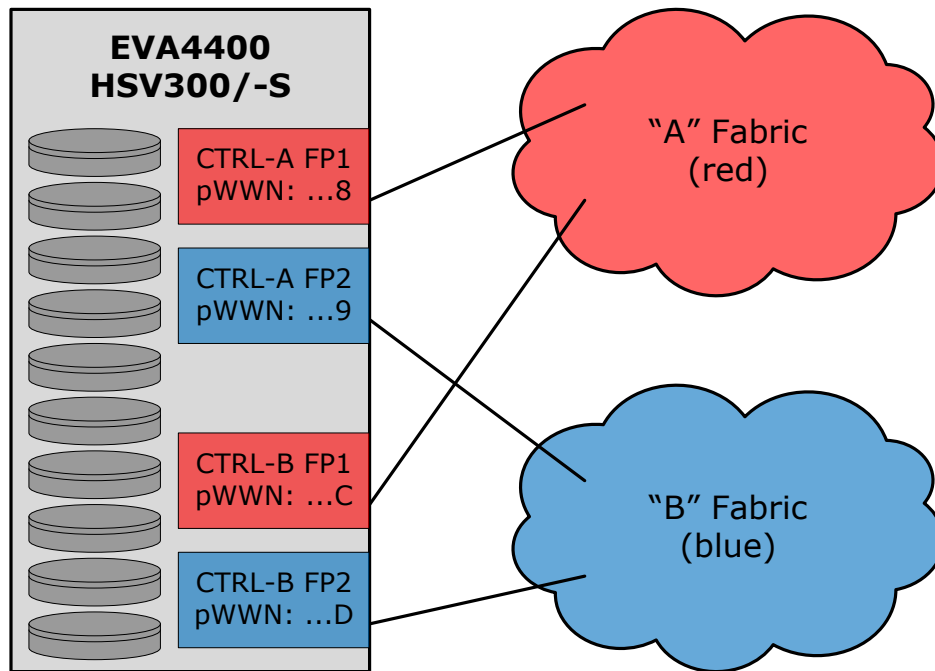 EVA4400
HSV300/-S
CTRL-A FP1
pWWN: ...8
CTRL-A FP2
pWWN: ...9
CTRL-B FP1
pWWN: ...C
CTRL-B FP2
pWWN: ...D
“A” Fabric
(red)
“B” Fabric
(blue)